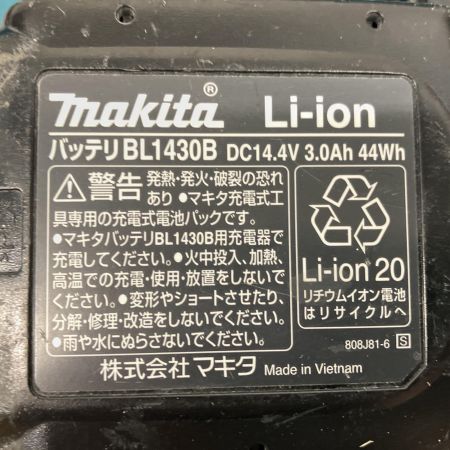 makita® Li-ion
バッテリ BL1430B DC14.4V 3.0Ah 44Wh
⚠警告 発熱・発火・破裂の恐れ
あり ●マキタ充電式工
具専用の充電式電池パックです。
●マキタバッテリBL1430B用充電器で
充電してください。●火中投入、加熱、
高温での充電・使用・放置をしない
でください。●変形やショートさせたり、
分解・修理・改造をしないでください。
●雨や水にぬらさないでください。
Li-ion 20
リチウムイオン電池
はリサイクルへ
808J81-6 S
株式会社 マキタ Made in Vietnam